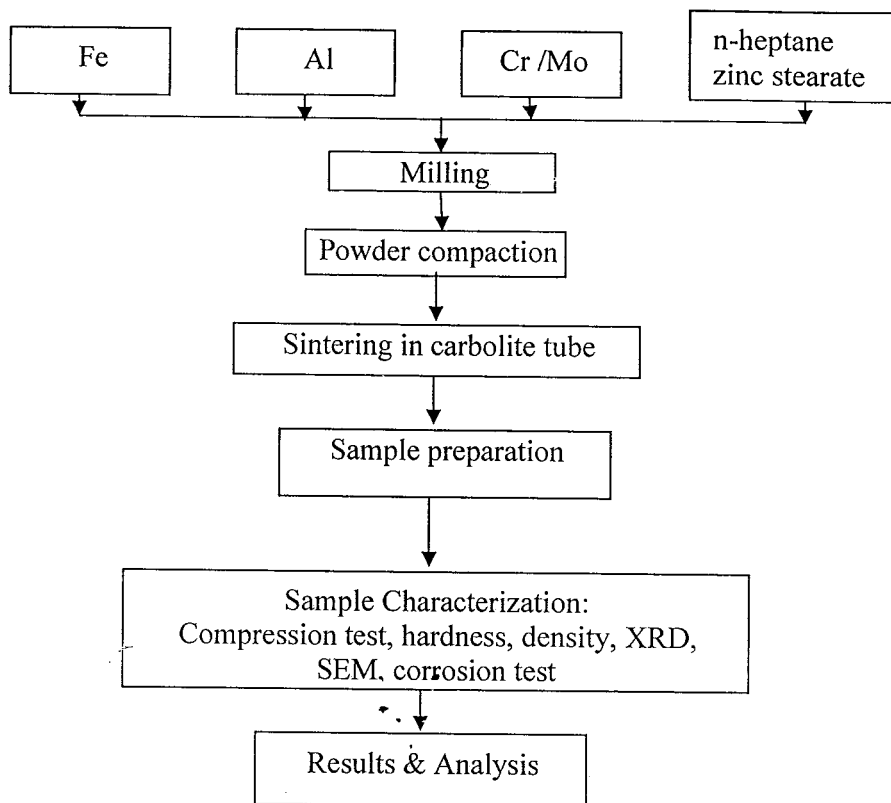 Fe
Al
Cr /Mo
n-heptane
zinc stearate
Milling
Powder compaction
Sintering in carbolite tube
Sample preparation
Sample Characterization:
Compression test, hardness, density, XRD,
SEM, corrosion test
Results & Analysis